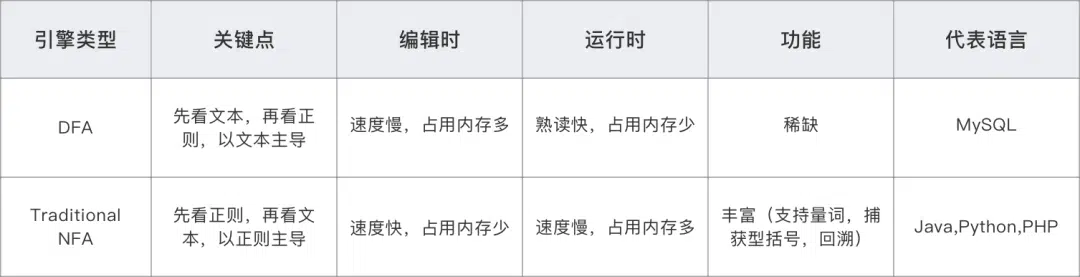 引擎类型 关键点 编辑时 运行时 功能 代表语言
DFA
先看文本，再看正
则，以文本主导
速度慢，占用内存多
熟读快，占用内存少
稀缺
MySQL
Traditional
NFA
先看正则，再看文
本，以正则主导
速度快，占用内存少
速度慢，占用内存多
丰富（支持量词，捕
获型括号，回溯）
Java,Python,PHP